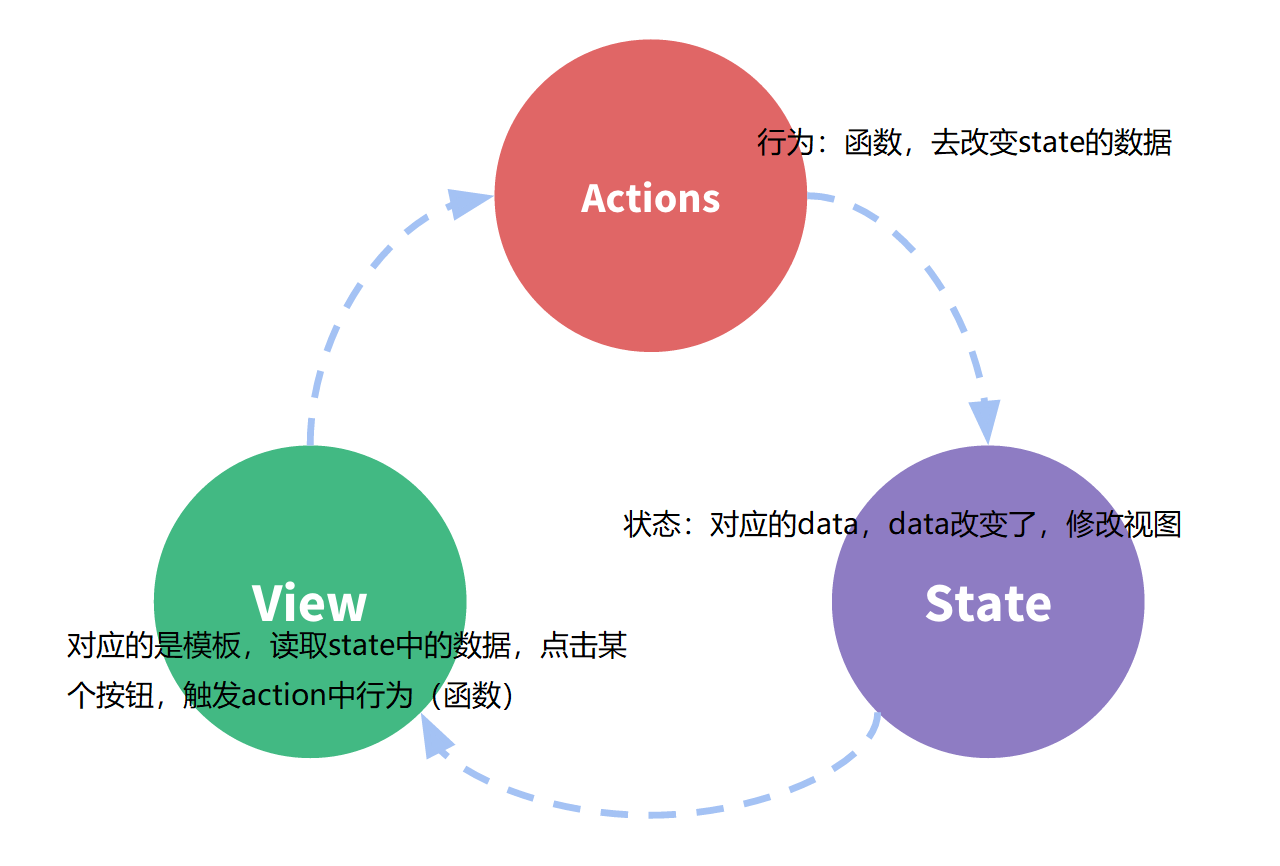 行为：函数，去改变state的数据
Actions
状态：对应的data，data改变了，修改视图
View
State
对应的是模板，读取state中的数据，点击某
个按钮，触发action中行为（函数）